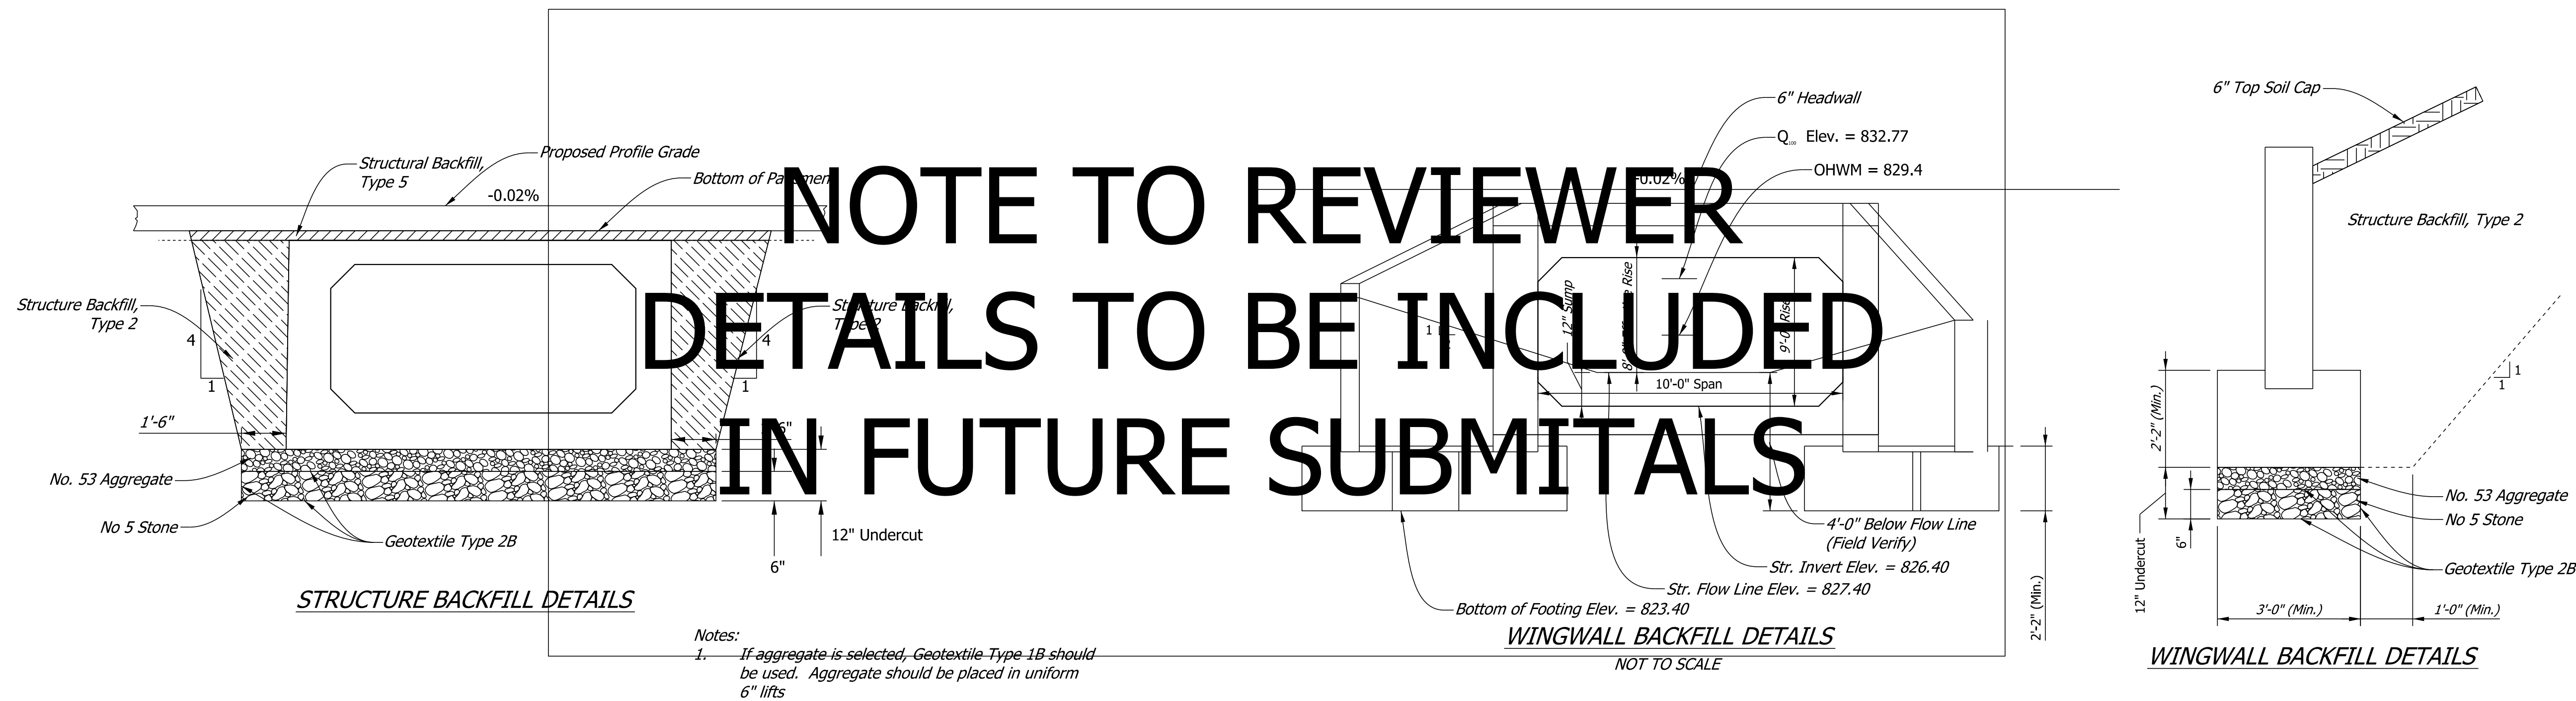 NOTE TO REVIEWER
DETAILS TO BE INCLUDED
IN FUTURE SUBMITALS
Structural Backfill,
Type 5
Proposed Profile Grade
-0.02%
Bottom of Pavement
Structure Backfill,
Type 2
4
1
Structure Backfill,
Type 2
4
1
1'-6"
6"
No. 53 Aggregate
No 5 Stone
Geotextile Type 2B
12" Undercut
6"
STRUCTURE BACKFILL DETAILS
Notes:
1. If aggregate is selected, Geotextile Type 1B should
be used. Aggregate should be placed in uniform
6" lifts
6" Headwall
Q100 Elev. = 832.77
OHWM = 829.4
-0.02%
1
12" Sump
8'-0" Rise
9'-0" Rise
10'-0" Span
4'-0" Below Flow Line
(Field Verify)
Str. Invert Elev. = 826.40
Str. Flow Line Elev. = 827.40
Bottom of Footing Elev. = 823.40
2'-2" (Min.)
WINGWALL BACKFILL DETAILS
NOT TO SCALE
6" Top Soil Cap
Structure Backfill, Type 2
1
1
2'-2" (Min.)
12" Undercut
6"
No. 53 Aggregate
No 5 Stone
Geotextile Type 2B
3'-0" (Min.)
1'-0" (Min.)
WINGWALL BACKFILL DETAILS